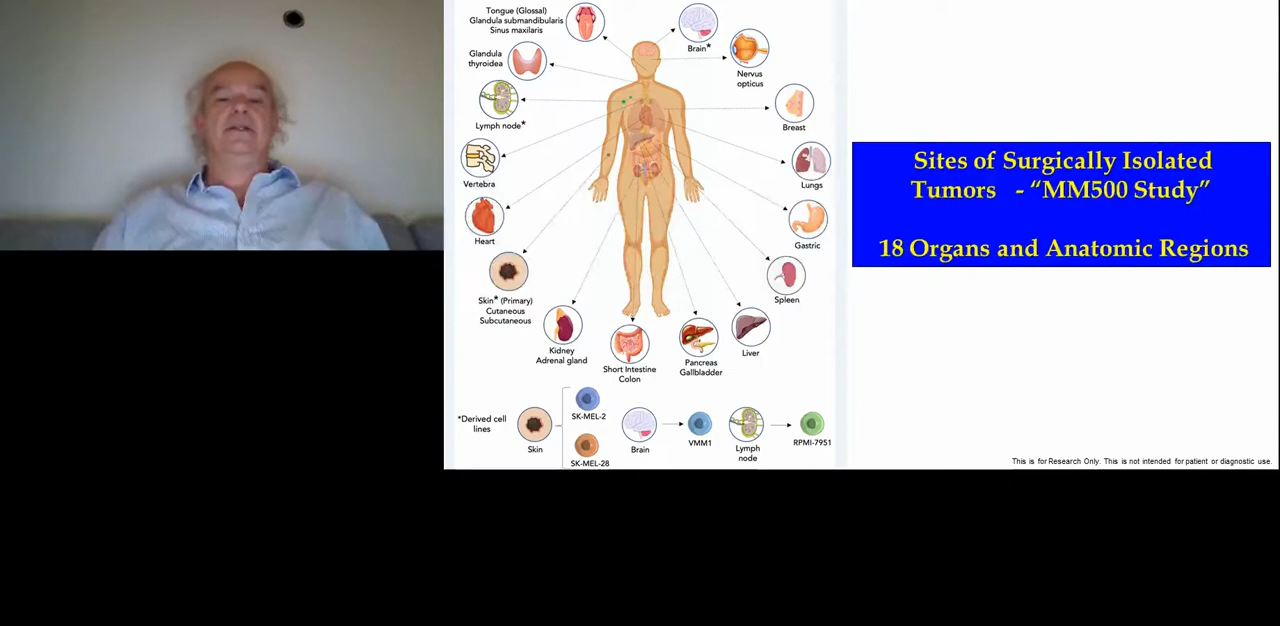 Tongue (Glossal)
Glandula submandibularis
Sinus maxilaris
Brain*
Glandula
thyroidea
Nervus
opticus
Lymph node*
Breast
Vertebra
Lungs
Heart
Gastric
Skin* (Primary)
Cutaneous
Subcutaneous
Spleen
Kidney
Adrenal gland
Short Intestine
Colon
Pancreas
Gallbladder
Liver
*Derived cell
lines
Skin
SK-MEL-2
SK-MEL-28
Brain
VMM1
Lymph
node
RPMI-7951
Sites of Surgically Isolated
Tumors - “MM500 Study”
18 Organs and Anatomic Regions
This is for Research Only. This is not intended for patient or diagnostic use.